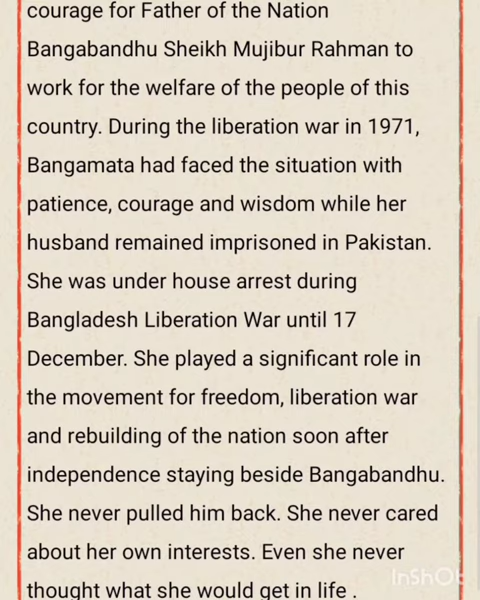 courage for Father of the Nation
Bangabandhu Sheikh Mujibur Rahman to
work for the welfare of the people of this
country. During the liberation war in 1971,
Bangamata had faced the situation with
patience, courage and wisdom while her
husband remained imprisoned in Pakistan.
She was under house arrest during
Bangladesh Liberation War until 17
December. She played a significant role in
the movement for freedom, liberation war
and rebuilding of the nation soon after
independence staying beside Bangabandhu.
She never pulled him back. She never cared
about her own interests. Even she never
InShOt
thought what she would get in life .